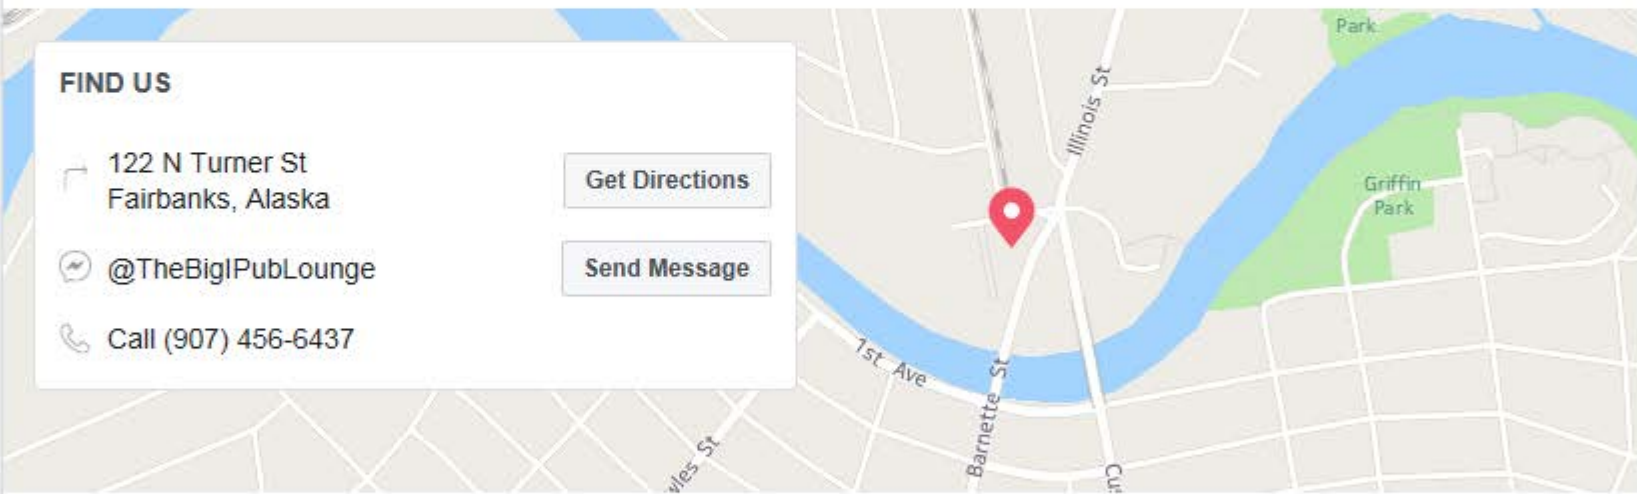 FIND US
122 N Turner St
Fairbanks, Alaska
Get Directions
@TheBigIPubLounge
Send Message
Call (907) 456-6437
Park
Illinois St
Griffin
Park
1st Ave
Barnette St